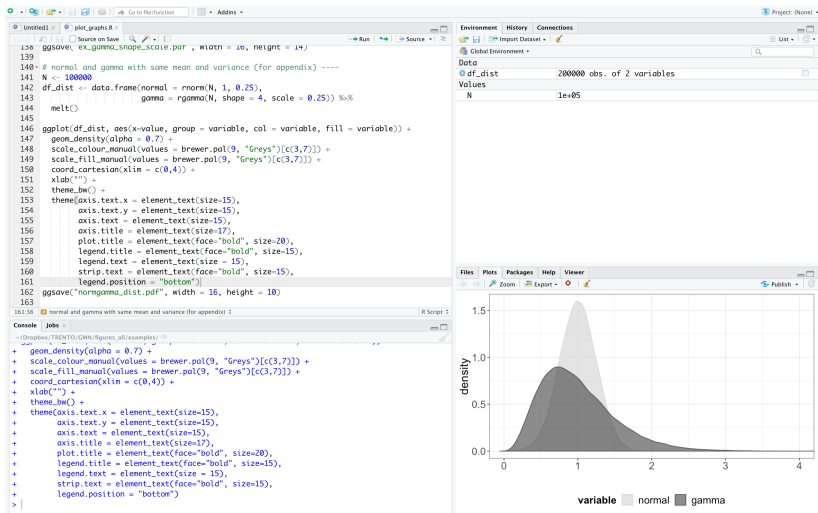 Go to file/function
Addins
Project: (None)
Untitled1 ×
plot_graphs.R ×
Source on Save
Run
Source
138 ggsave("ex_gamma_shape_scale.pdf", width = 16, height = 14)
139
140 # normal and gamma with same mean and variance (for appendix) ----
141 N <- 100000
142 df_dist <- data.frame(normal = rnorm(N, 1, 0.25),
143 gamma = rgamma(N, shape = 4, scale = 0.25)) %>%
144 melt()
145
146 ggplot(df_dist, aes(x=value, group = variable, col = variable, fill = variable)) +
147 geom_density(alpha = 0.7) +
148 scale_colour_manual(values = brewer.pal(9, "Greys")[c(3,7)]) +
149 scale_fill_manual(values = brewer.pal(9, "Greys")[c(3,7)]) +
150 coord_cartesian(xlim = c(0,4)) +
151 xlab("") +
152 theme_bw() +
153 theme(axis.text.x = element_text(size=15),
154 axis.text.y = element_text(size=15),
155 axis.text = element_text(size=15),
156 axis.title = element_text(size=17),
157 plot.title = element_text(face="bold", size=20),
158 legend.title = element_text(face="bold", size=15),
159 legend.text = element_text(size = 15),
160 strip.text = element_text(face="bold", size=15),
161 legend.position = "bottom")
162 ggsave("normgamma_dist.pdf", width = 16, height = 10)
163
161:36 normal and gamma with same mean and variance (for appendix)
R Script
Console Jobs ×
~/Dropbox/TRENTO/GMN/figures_all/examples/
+ geom_density(alpha = 0.7) +
+ scale_colour_manual(values = brewer.pal(9, "Greys")[c(3,7)]) +
+ scale_fill_manual(values = brewer.pal(9, "Greys")[c(3,7)]) +
+ coord_cartesian(xlim = c(0,4)) +
+ xlab("") +
+ theme_bw() +
+ theme(axis.text.x = element_text(size=15),
+ axis.text.y = element_text(size=15),
+ axis.text = element_text(size=15),
+ axis.title = element_text(size=17),
+ plot.title = element_text(face="bold", size=20),
+ legend.title = element_text(face="bold", size=15),
+ legend.text = element_text(size = 15),
+ strip.text = element_text(face="bold", size=15),
+ legend.position = "bottom")
>
Environment History Connections
Import Dataset
List
Global Environment
Data
df_dist 200000 obs. of 2 variables
Values
N 1e+05
Files Plots Packages Help Viewer
Zoom Export
Publish
1.5
1.0
0.5
0.0
density
0 1 2 3 4
variable normal gamma